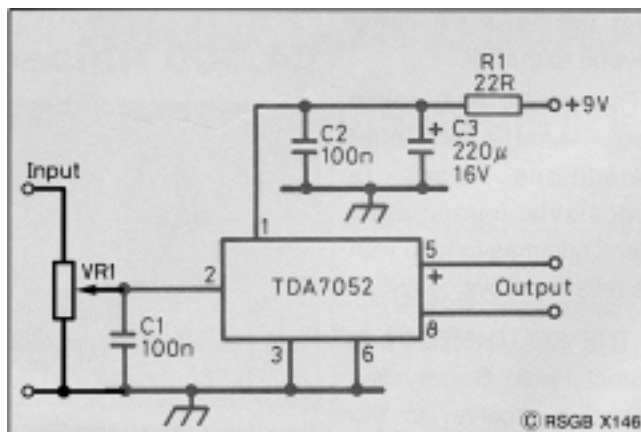 R1
22R
+9V
C2
100n
+
C3
220μ
16V
Input
1
VR1
2
TDA7052
5
+
Output
8
C1
100n
3
6
© RSGB X146